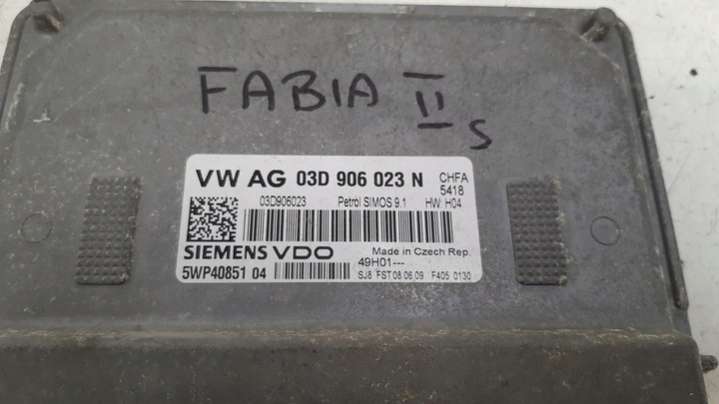 FABIA II S
VW AG 03D 906 023 N CHFA
5418
03D906023 Petrol SIMOS 9.1 HW: H04
SIEMENS VDO Made in Czech Rep.
5WP40851 04 49H01---
SJ8 FST 08.06.09 F405 0130